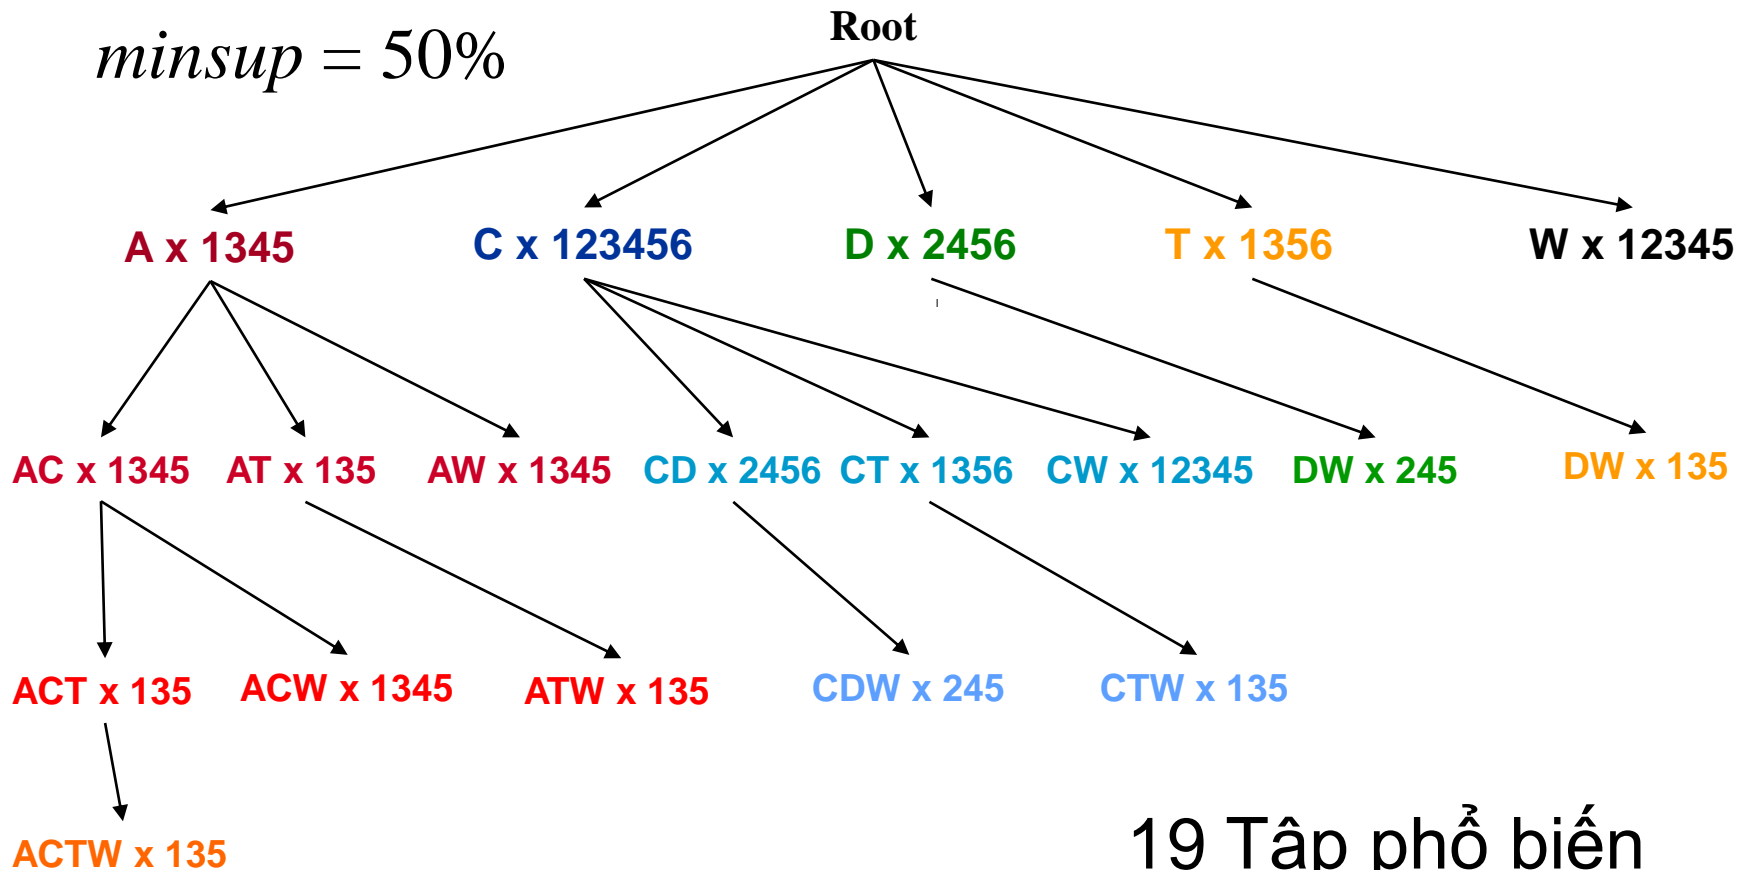 Root
minsup = 50%
A x 1345 C x 123456 D x 2456 T x 1356 W x 12345
AC x 1345 AT x 135 AW x 1345 CD x 2456 CT x 1356 CW x 12345 DW x 245 DW x 135
ACT x 135 ACW x 1345 ATW x 135 CDW x 245 CTW x 135
19 Tâp phổ biến
ACTW x 135